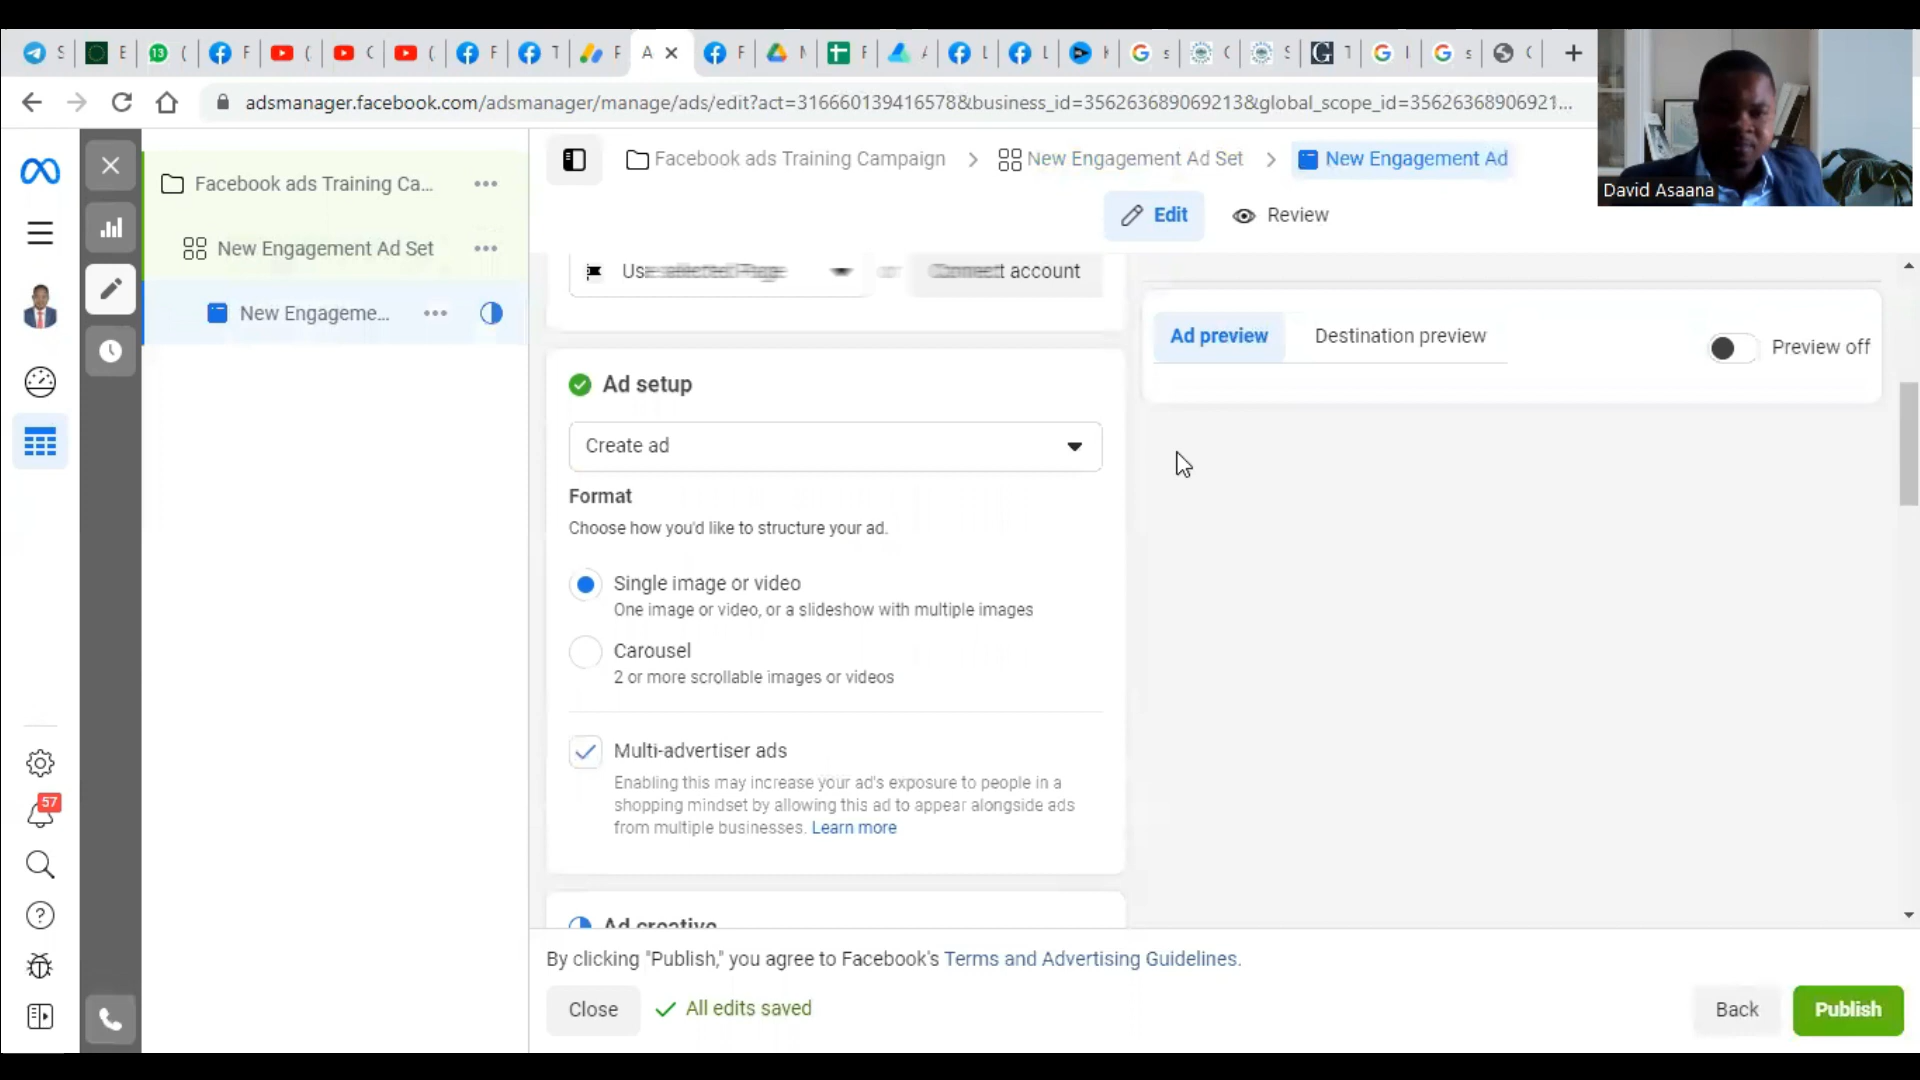 adsmanager.facebook.com/adsmanager/manage/ads/edit?act=316660139416578&business_id=356263689069213&global_scope_id=35626368906921...
David Asaana
Facebook ads Training Ca...
New Engagement Ad Set
New Engageme...
Facebook ads Training Campaign
New Engagement Ad Set
New Engagement Ad
Edit
Review
Use selected Page
or
Connect account
Ad preview
Destination preview
Preview off
Ad setup
Create ad
Format
Choose how you'd like to structure your ad.
Single image or video
One image or video, or a slideshow with multiple images
Carousel
2 or more scrollable images or videos
Multi-advertiser ads
Enabling this may increase your ad's exposure to people in a
shopping mindset by allowing this ad to appear alongside ads
from multiple businesses. Learn more
Ad creative
57
13
By clicking "Publish," you agree to Facebook's Terms and Advertising Guidelines.
Close
All edits saved
Back
Publish